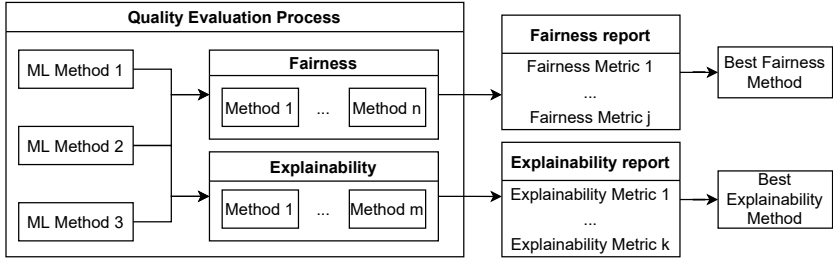 Quality Evaluation Process
ML Method 1
ML Method 2
ML Method 3
Fairness
Method 1 ... Method n
Explainability
Method 1 ... Method m
Fairness report
Fairness Metric 1
...
Fairness Metric j
Explainability report
Explainability Metric 1
...
Explainability Metric k
Best Fairness
Method
Best
Explainability
Method